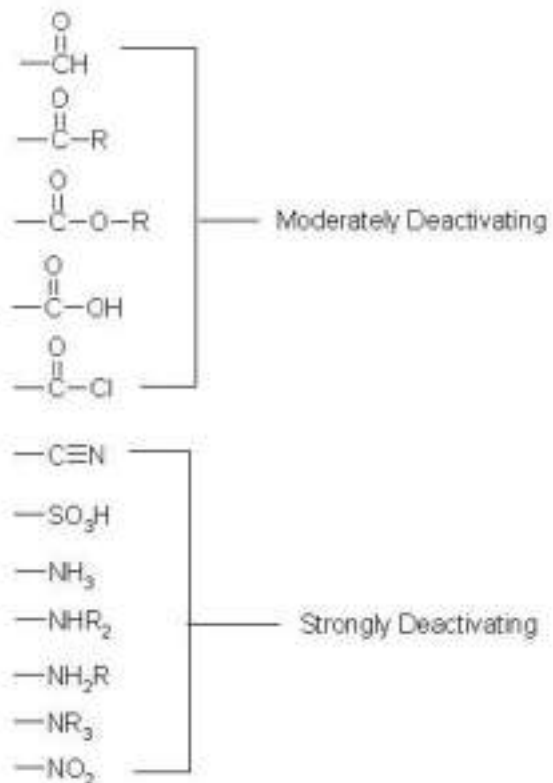 O
—CH
O
—C—R
O
—C—O—R
Moderately Deactivating
O
—C—OH
O
—C—Cl
—C≡N
—SO₃H
—NH₃
—NHR₂
Strongly Deactivating
—NH₂R
—NR₃
—NO₂